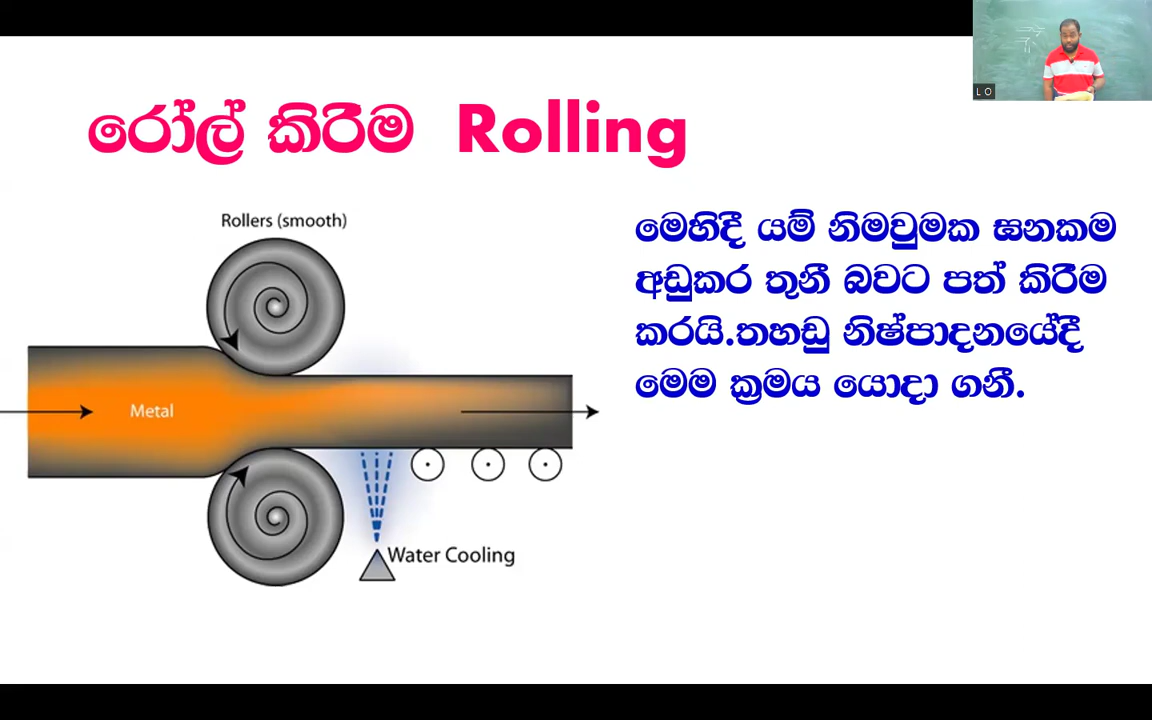 L O
රෝල් කිරීම Rolling
Rollers (smooth)
මෙහිදී යම් නිමවුමක ඝනකම
අඩුකර තුනී බවට පත් කිරීම
කරයි.තහඩු නිෂ්පාදනයේදී
මෙම ක්‍රමය යොදා ගනී.
Metal
Water Cooling